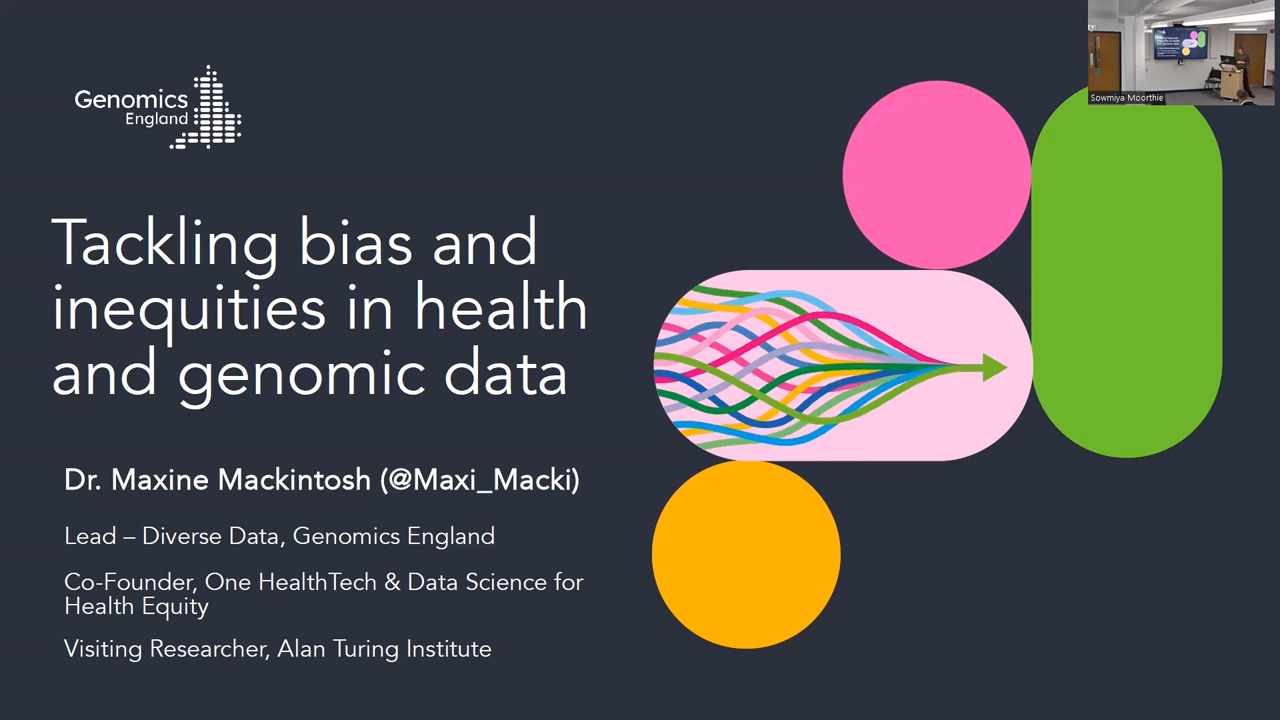 Genomics
England
Tackling bias and
inequities in health
and genomic data
Dr. Maxine Mackintosh (@Maxi_Macki)
Lead – Diverse Data, Genomics England
Co-Founder, One HealthTech & Data Science for
Health Equity
Visiting Researcher, Alan Turing Institute
Sowmiya Moorthie